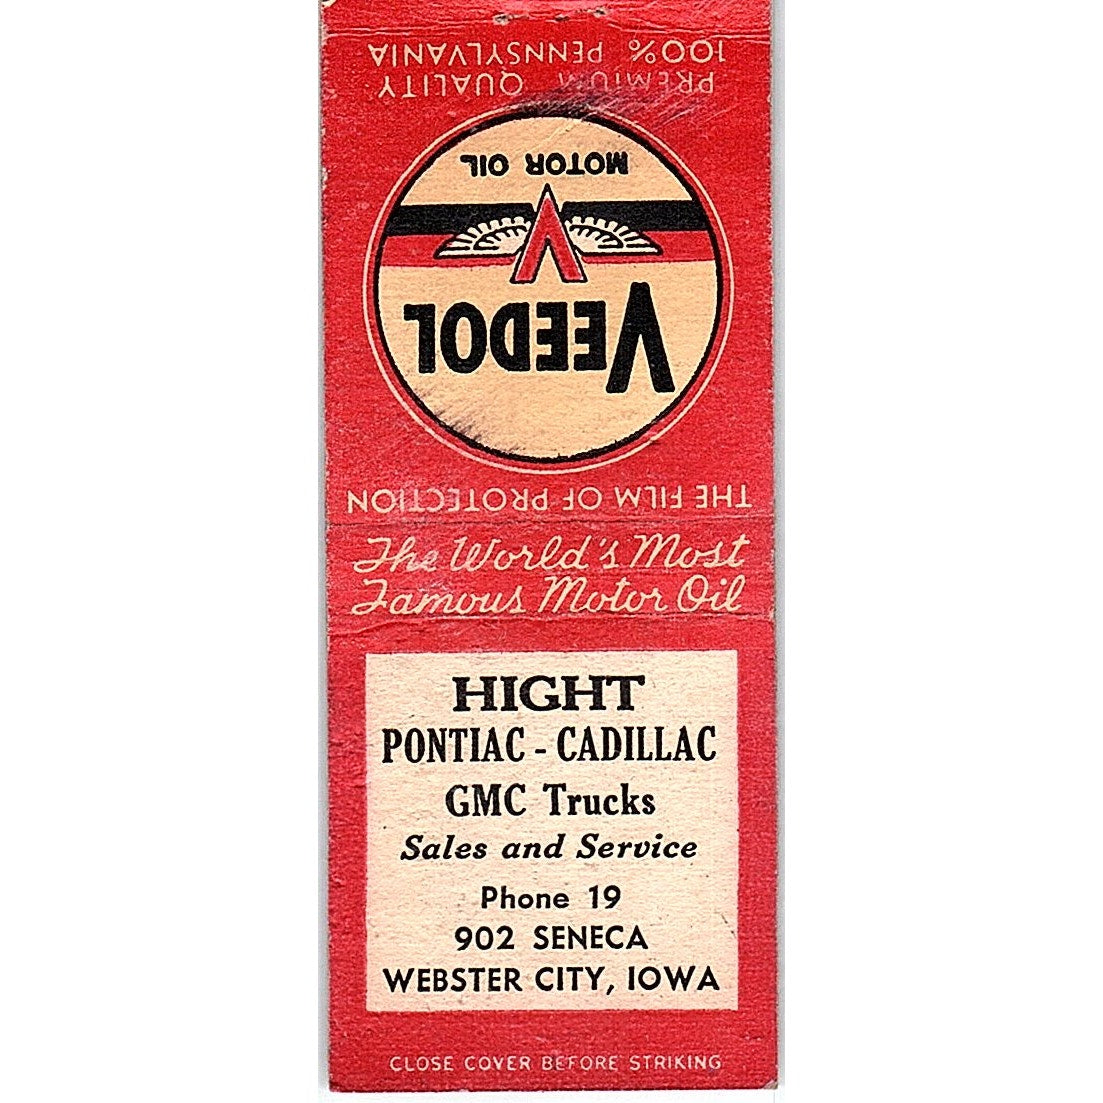 PREMIUM QUALITY
100% PENNSYLVANIA
MOTOR OIL
VEEDOL
THE FILM OF PROTECTION
The World's Most
Famous Motor Oil
HIGHT
PONTIAC - CADILLAC
GMC Trucks
Sales and Service
Phone 19
902 SENECA
WEBSTER CITY, IOWA
CLOSE COVER BEFORE STRIKING